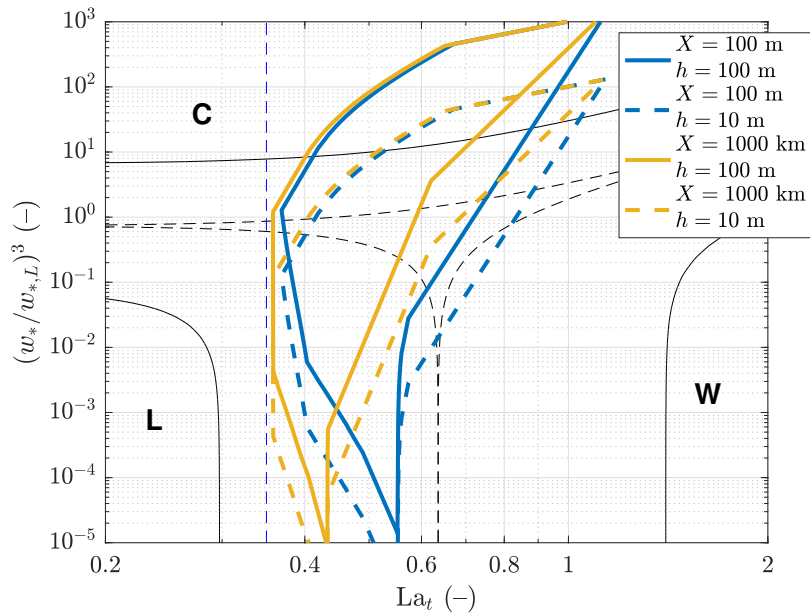 10^3
10^2
10^1
10^0
10^-1
10^-2
10^-3
10^-4
10^-5
(w_*/w_{*,L})^3 (–)
C
L
W
X = 100 m
h = 100 m
X = 100 m
h = 10 m
X = 1000 km
h = 100 m
X = 1000 km
h = 10 m
0.2 0.4 0.6 0.8 1 2
La_t (–)